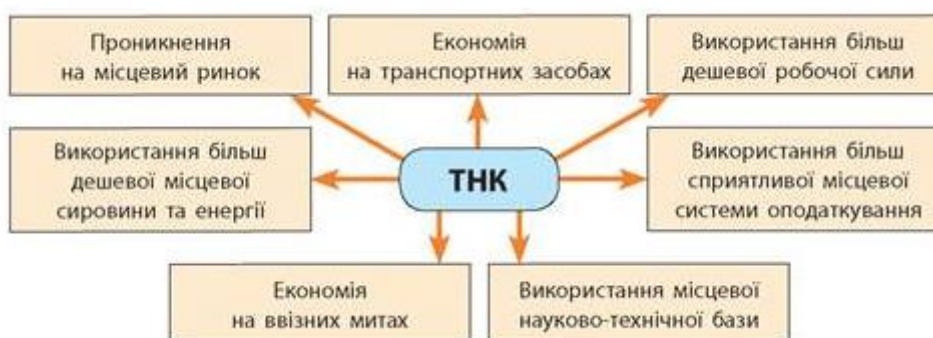 Проникнення
на місцевий ринок
Економія
на транспортних засобах
Використання більш
дешевої робочої сили
Використання більш
дешевої місцевої
сировини та енергії
ТНК
Використання більш
сприятливої місцевої
системи оподаткування
Економія
на ввізних митах
Використання місцевої
науково-технічної бази